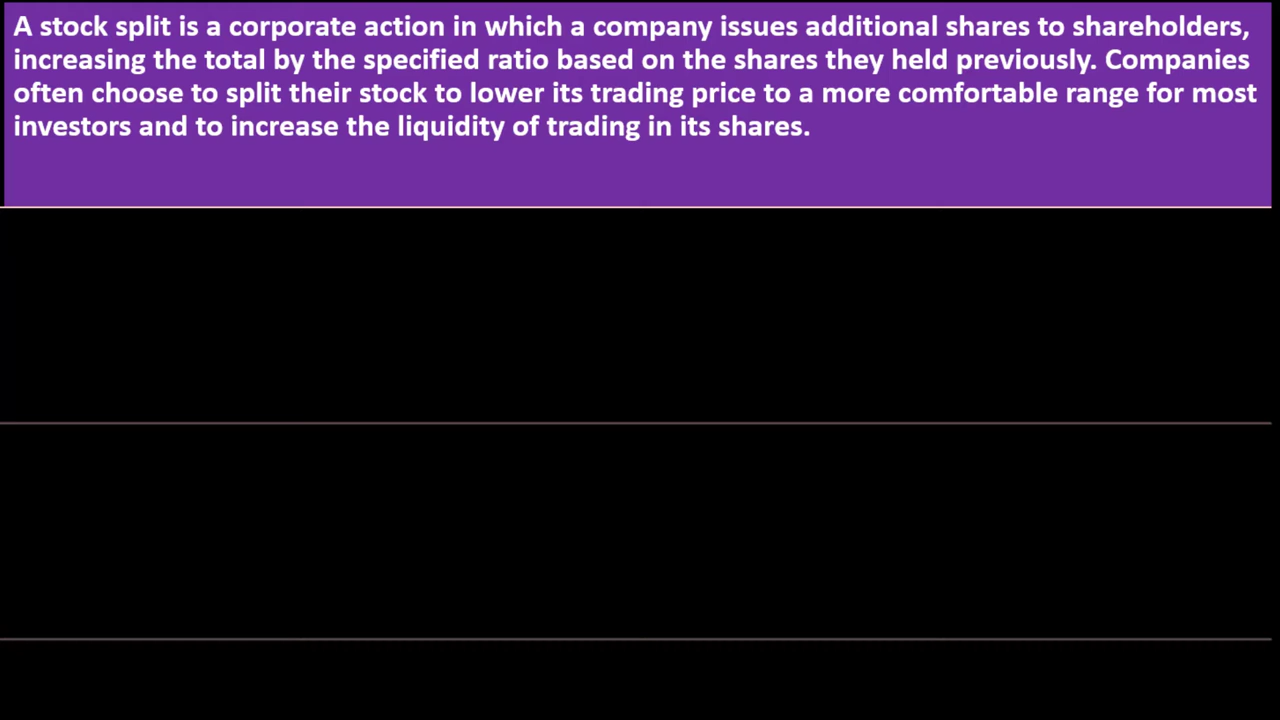 A stock split is a corporate action in which a company issues additional shares to shareholders,
increasing the total by the specified ratio based on the shares they held previously. Companies
often choose to split their stock to lower its trading price to a more comfortable range for most
investors and to increase the liquidity of trading in its shares.